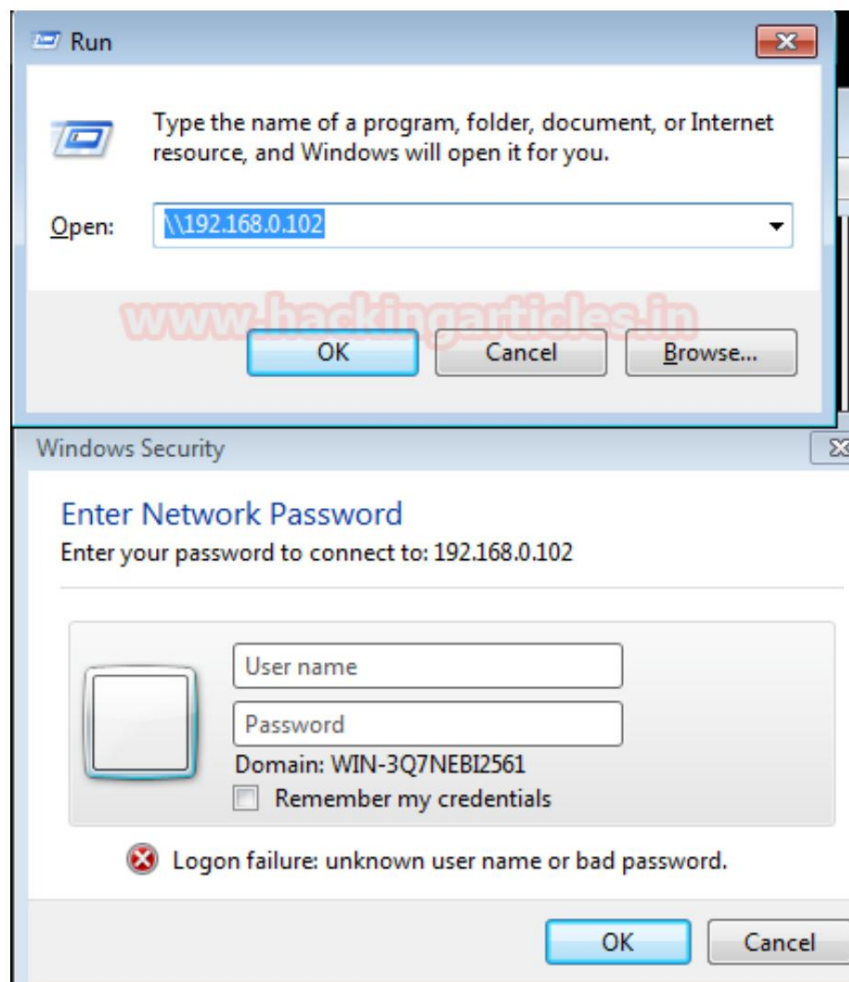 Run
Type the name of a program, folder, document, or Internet
resource, and Windows will open it for you.
Open: \\192.168.0.102
www.hackingarticles.in
OK Cancel Browse...
Windows Security
Enter Network Password
Enter your password to connect to: 192.168.0.102
User name
Password
Domain: WIN-3Q7NEBI2561
Remember my credentials
Logon failure: unknown user name or bad password.
OK Cancel